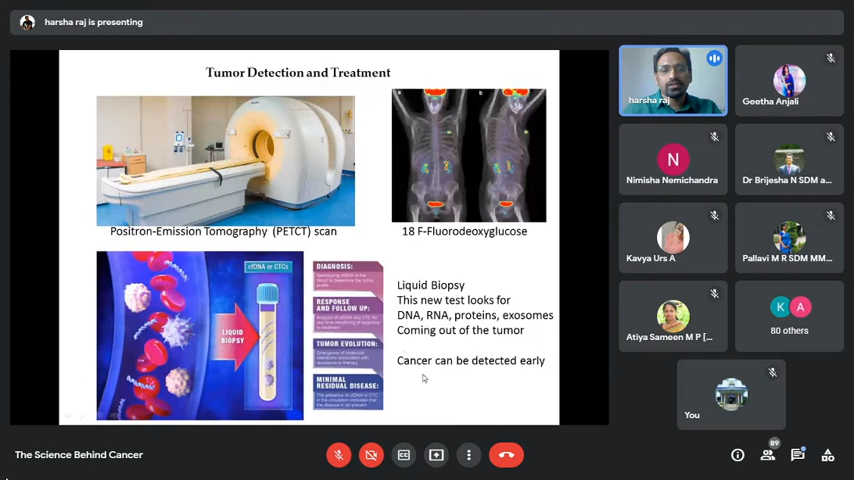 harsha raj is presenting
Tumor Detection and Treatment
Positron-Emission Tomography (PETCT) scan
a
b
18 F-Fluorodeoxyglucose
cfDNA or CTCs
LIQUID
BIOPSY
DIAGNOSIS:
RESPONSE
AND FOLLOW UP:
TUMOR EVOLUTION:
MINIMAL
RESIDUAL DISEASE:
Liquid Biopsy
This new test looks for
DNA, RNA, proteins, exosomes
Coming out of the tumor
Cancer can be detected early
harsha raj
Geetha Anjali
N
Nimisha Nemichandra
Dr Brijesha N SDM a...
Kavya Urs A
Pallavi M R SDM MM...
Atiya Sameen M P [...
K
A
80 others
You
The Science Behind Cancer
89